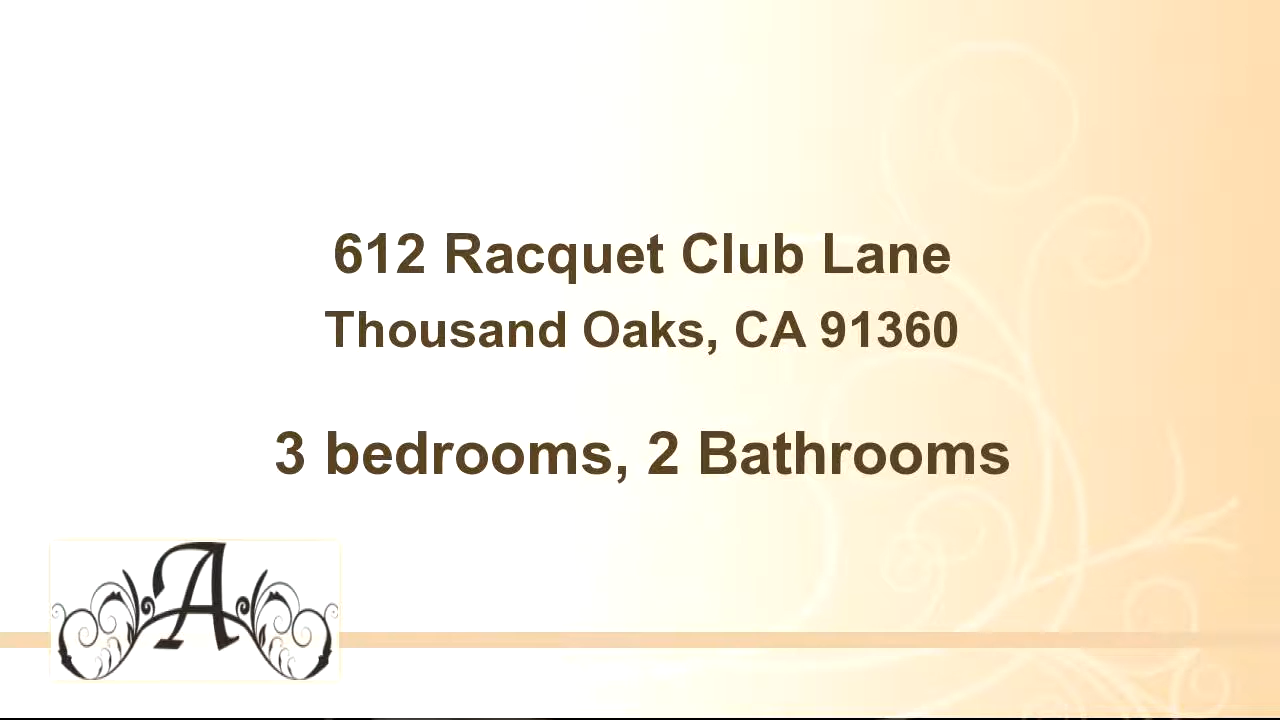 612 Racquet Club Lane
Thousand Oaks, CA 91360
3 bedrooms, 2 Bathrooms
A